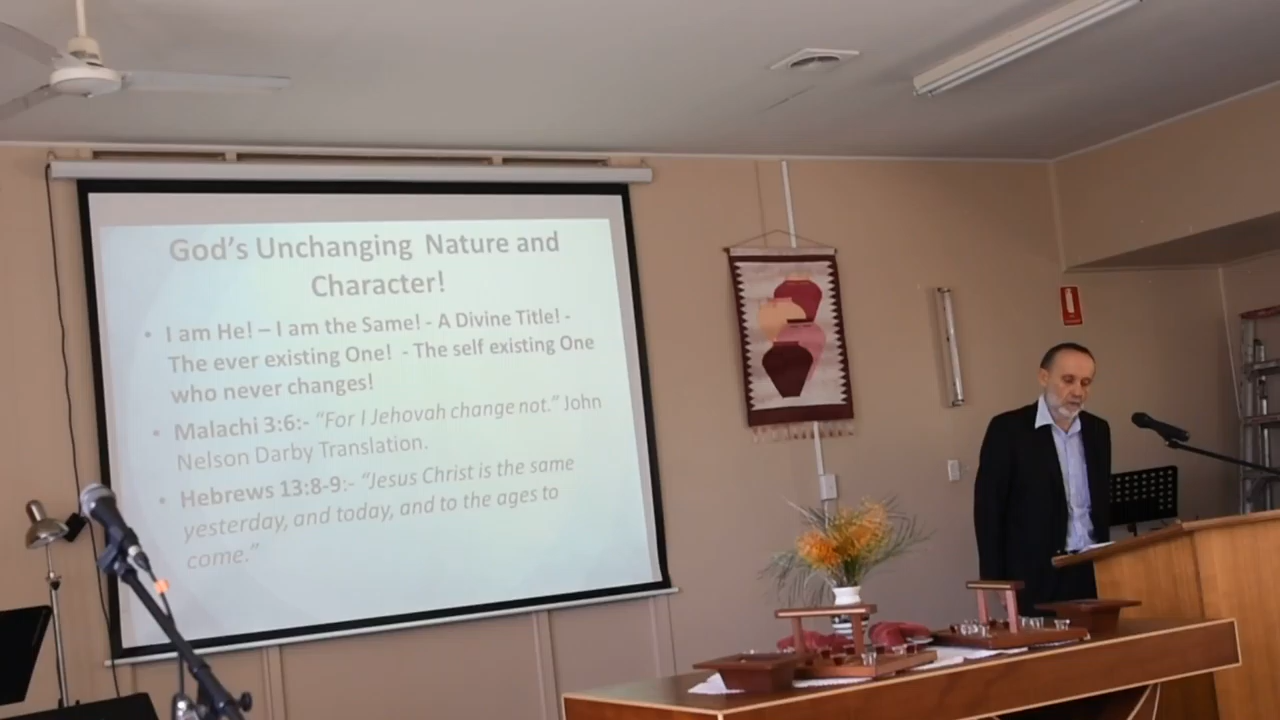 God's Unchanging Nature and
Character!
• I am He! – I am the Same! - A Divine Title! -
The ever existing One! - The self existing One
who never changes!
• Malachi 3:6:- “For I Jehovah change not.” John
Nelson Darby Translation.
• Hebrews 13:8-9:- “Jesus Christ is the same
yesterday, and today, and to the ages to
come.”